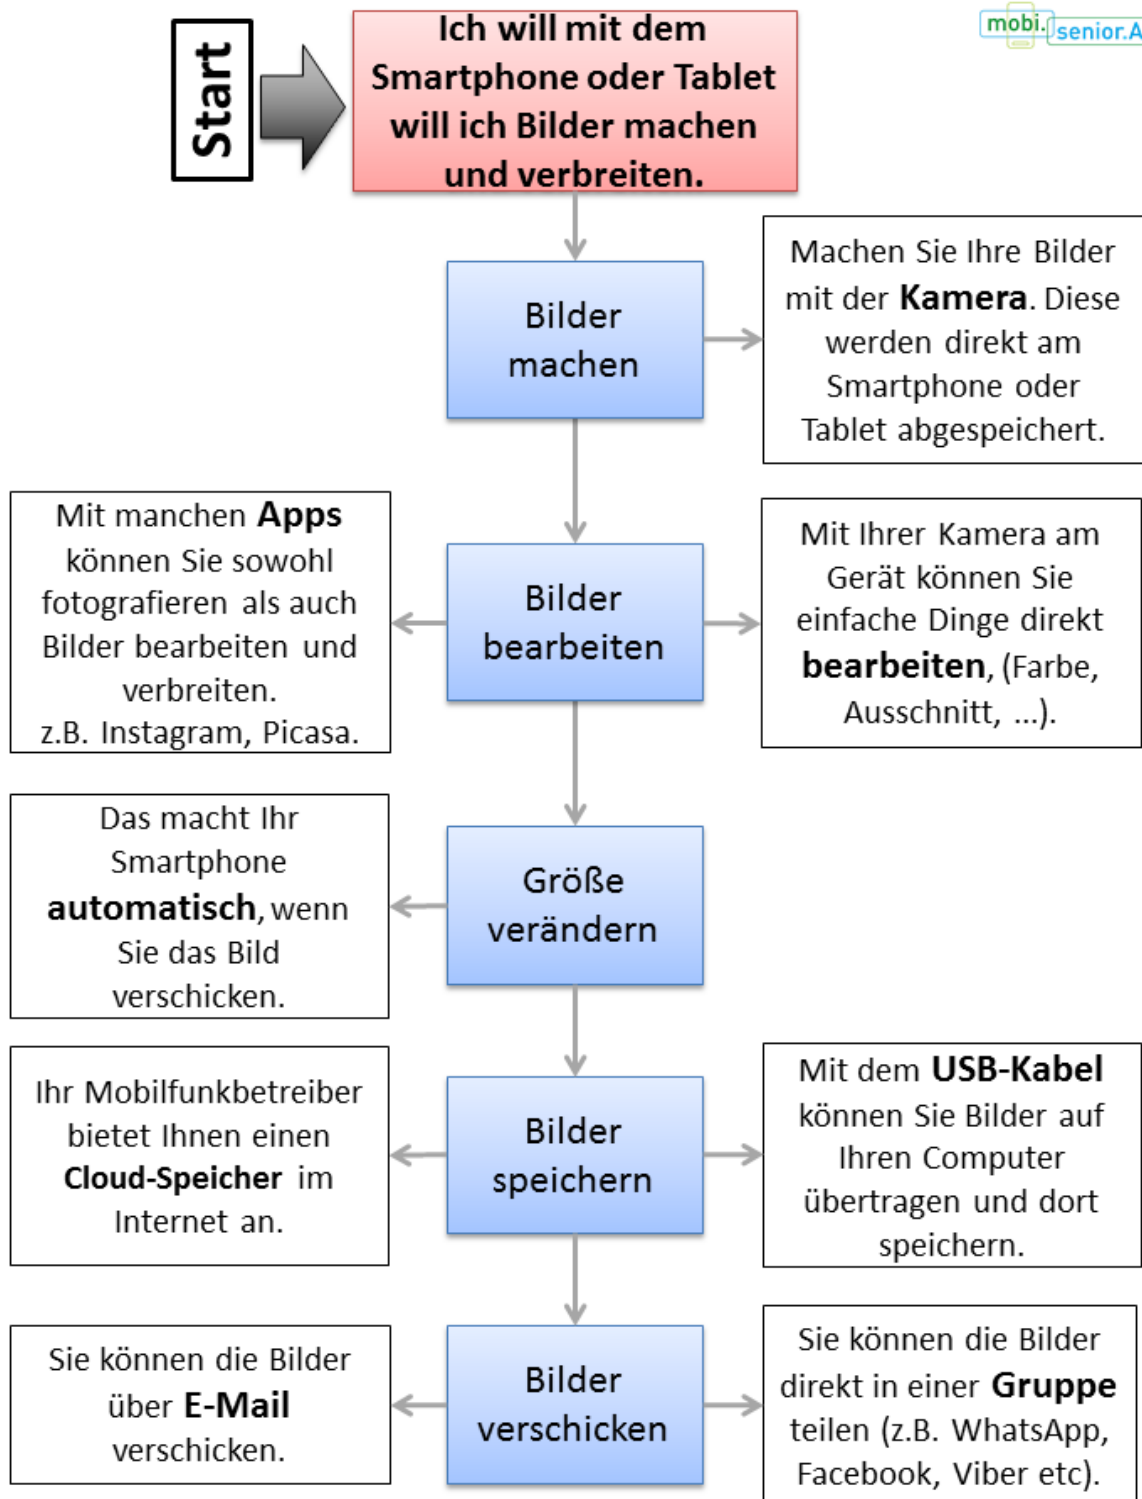 Start
Ich will mit dem
Smartphone oder Tablet
will ich Bilder machen
und verbreiten.
mobi.
senior.A
Bilder
machen
Machen Sie Ihre Bilder
mit der Kamera. Diese
werden direkt am
Smartphone oder
Tablet abgespeichert.
Mit manchen Apps
können Sie sowohl
fotografieren als auch
Bilder bearbeiten und
verbreiten.
z.B. Instagram, Picasa.
Bilder
bearbeiten
Mit Ihrer Kamera am
Gerät können Sie
einfache Dinge direkt
bearbeiten, (Farbe,
Ausschnitt, ...).
Das macht Ihr
Smartphone
automatisch, wenn
Sie das Bild
verschicken.
Größe
verändern
Ihr Mobilfunkbetreiber
bietet Ihnen einen
Cloud-Speicher im
Internet an.
Bilder
speichern
Mit dem USB-Kabel
können Sie Bilder auf
Ihren Computer
übertragen und dort
speichern.
Sie können die Bilder
über E-Mail
verschicken.
Bilder
verschicken
Sie können die Bilder
direkt in einer Gruppe
teilen (z.B. WhatsApp,
Facebook, Viber etc).